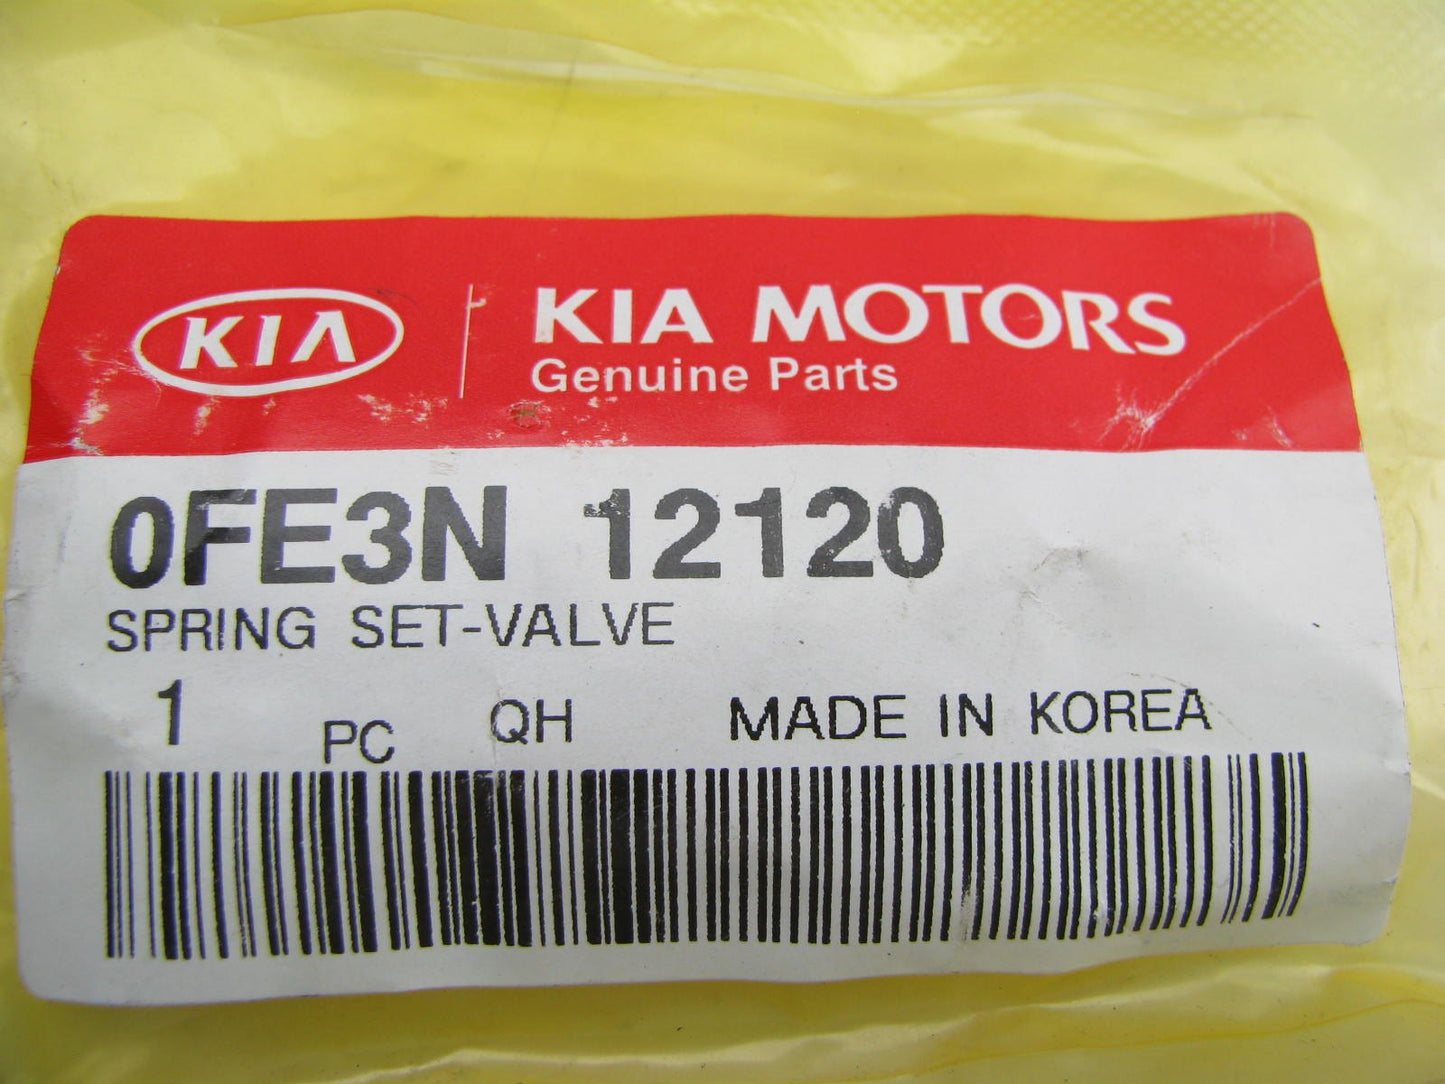 KIA
KIA MOTORS
Genuine Parts
0FE3N 12120
SPRING SET-VALVE
1 PC QH MADE IN KOREA